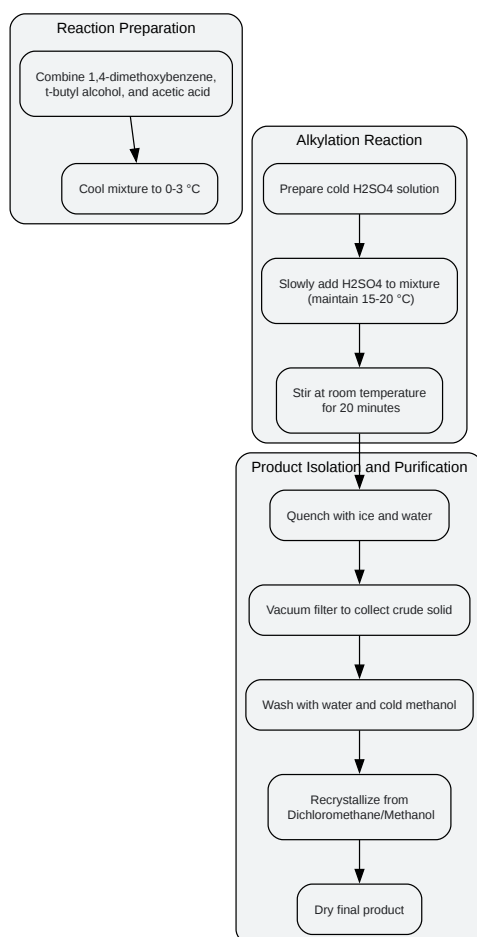 Reaction Preparation
Combine 1,4-dimethoxybenzene,
t-butyl alcohol, and acetic acid
Cool mixture to 0-3 °C
Alkylation Reaction
Prepare cold H2SO4 solution
Slowly add H2SO4 to mixture
(maintain 15-20 °C)
Stir at room temperature
for 20 minutes
Product Isolation and Purification
Quench with ice and water
Vacuum filter to collect crude solid
Wash with water and cold methanol
Recrystallize from
Dichloromethane/Methanol
Dry final product